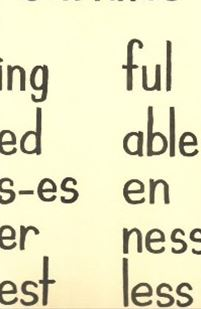 ing ful
ed able
s-es en
er ness
est less